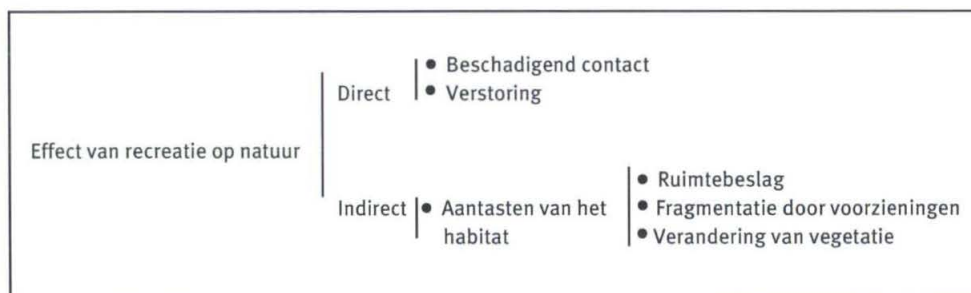 Effect van recreatie op natuur
Direct
• Beschadigend contact
• Verstoring
Indirect
• Aantasten van het
habitat
• Ruimtebeslag
• Fragmentatie door voorzieningen
• Verandering van vegetatie